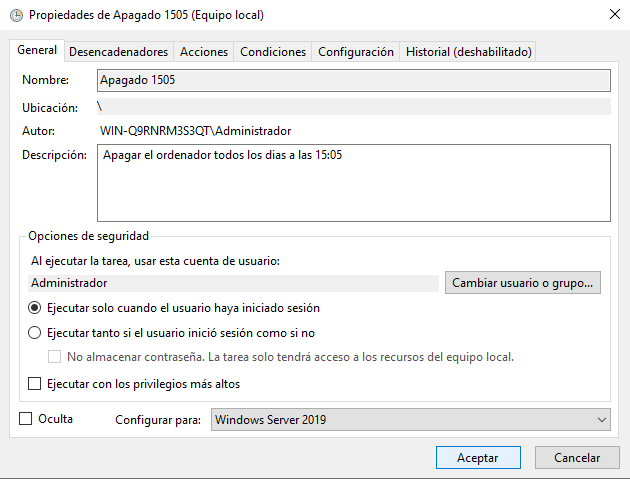 Propiedades de Apagado 1505 (Equipo local)
General Desencadenadores Acciones Condiciones Configuración Historial (deshabilitado)
Nombre: Apagado 1505
Ubicación: \
Autor: WIN-Q9RNRM3S3QT\Administrador
Descripción: Apagar el ordenador todos los dias a las 15:05
Opciones de seguridad
Al ejecutar la tarea, usar esta cuenta de usuario:
Administrador Cambiar usuario o grupo...
Ejecutar solo cuando el usuario haya iniciado sesión
Ejecutar tanto si el usuario inició sesión como si no
No almacenar contraseña. La tarea solo tendrá acceso a los recursos del equipo local.
Ejecutar con los privilegios más altos
Oculta Configurar para: Windows Server 2019
Aceptar Cancelar